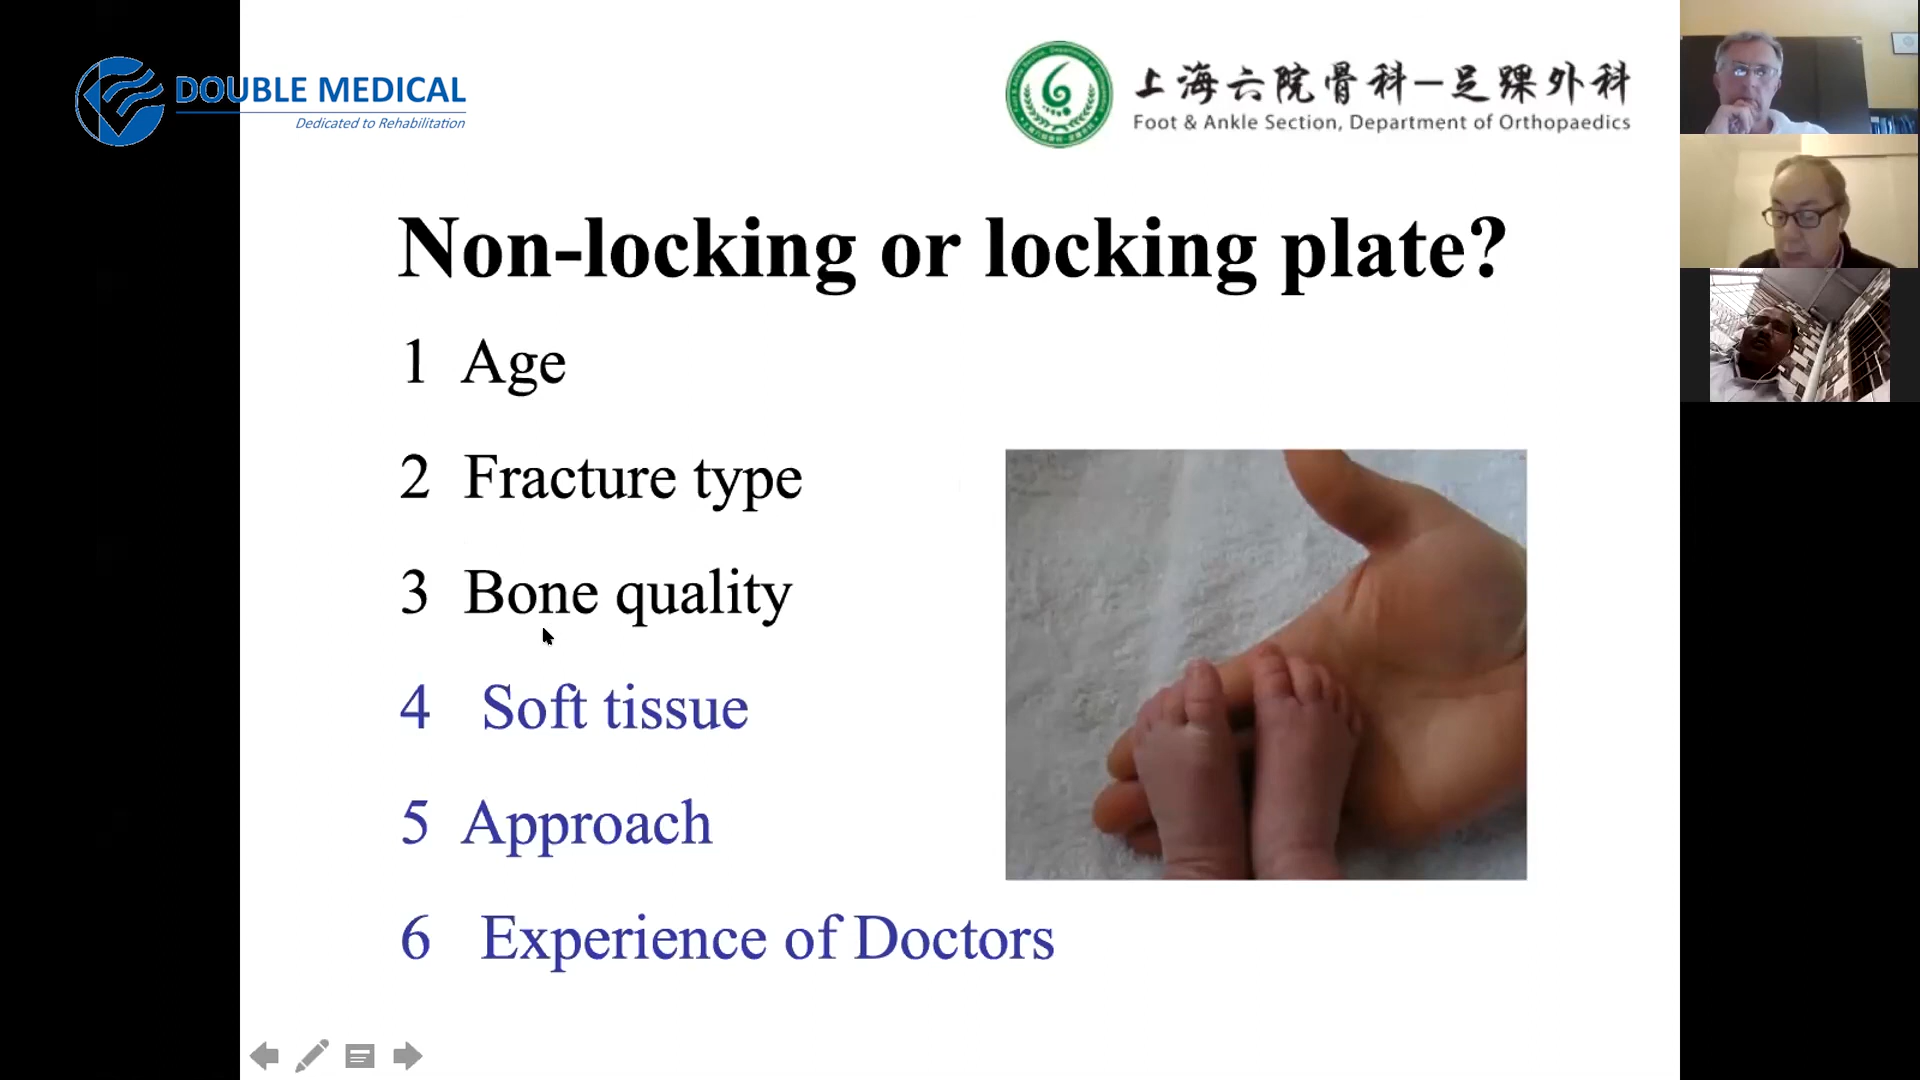 DOUBLE MEDICAL
Dedicated to Rehabilitation
上海六院骨科—足踝外科
Foot & Ankle Section, Department of Orthopaedics
Non-locking or locking plate?
1 Age
2 Fracture type
3 Bone quality
4 Soft tissue
5 Approach
6 Experience of Doctors